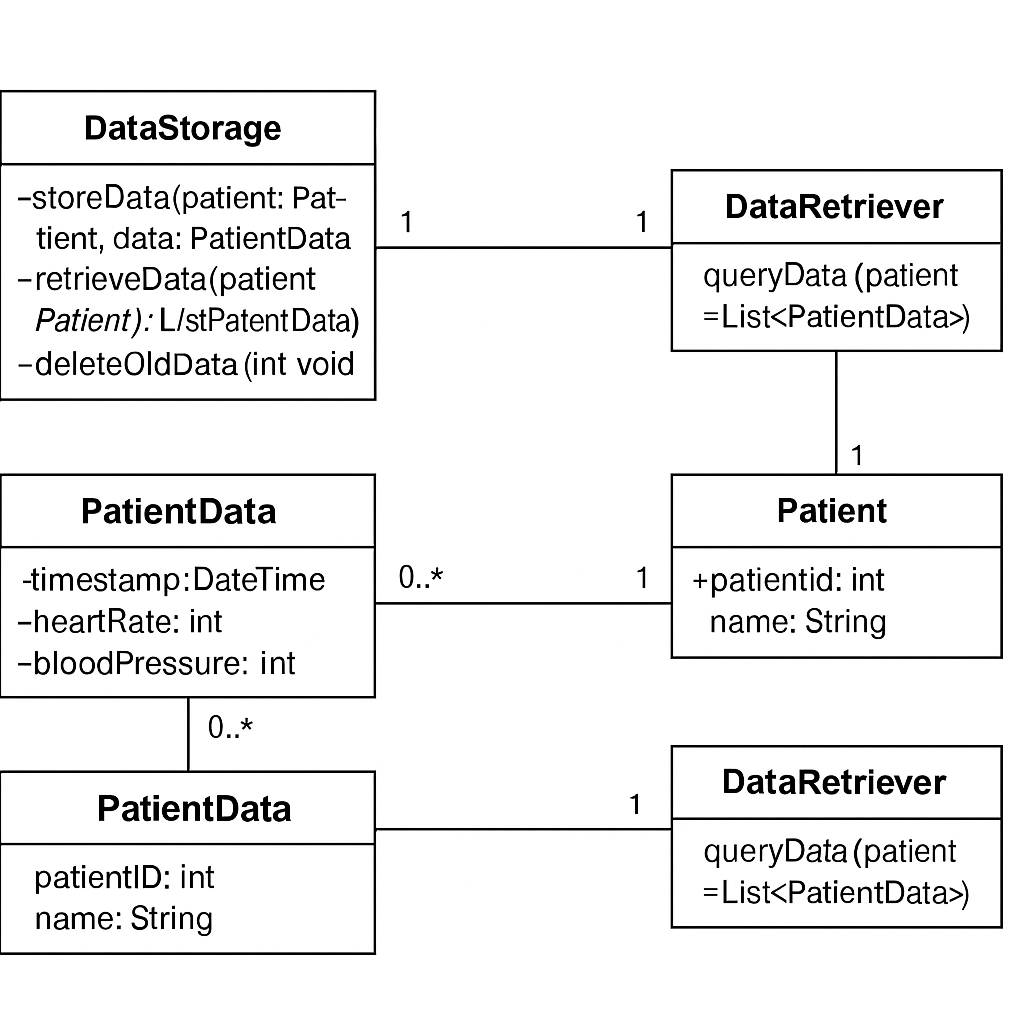 DataStorage
–storeData(patient: Pat–
tient, data: PatientData
–retrieveData(patient
Patient): L/stPatentData)
–deleteOldData(int void
1
1
DataRetriever
queryData(patient
=List<PatientData>)
1
PatientData
-timestamp:DateTime
–heartRate: int
–bloodPressure: int
0..*
1
Patient
+patientid: int
name: String
0..*
PatientData
patientID: int
name: String
1
DataRetriever
queryData(patient
=List<PatientData>)